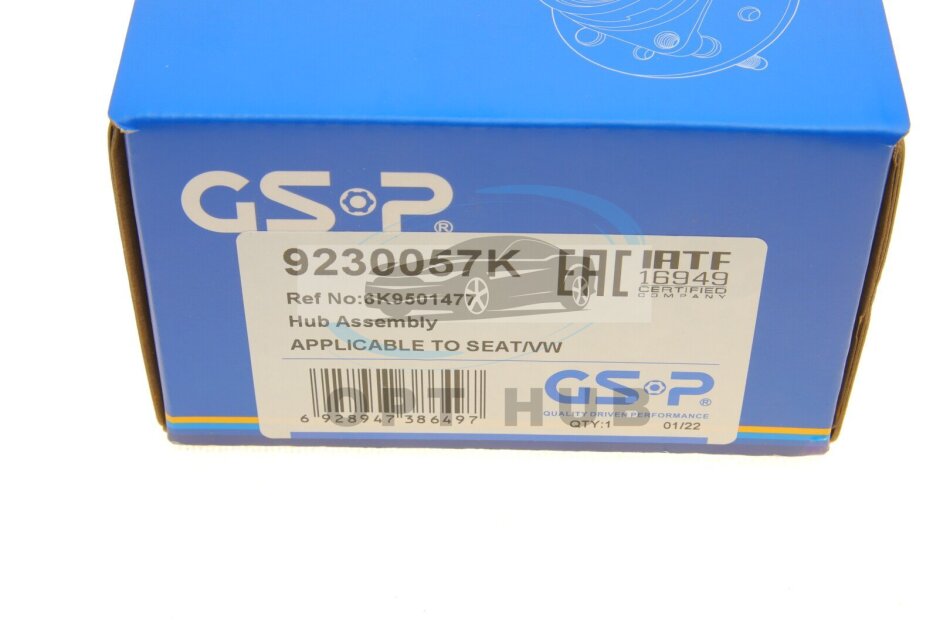 GSP®
9230057K
EAC
IATF
16949
CERTIFIED
COMPANY
Ref No:6K9501477
Hub Assembly
APPLICABLE TO SEAT/VW
GSP®
QUALITY DRIVEN PERFORMANCE
QTY:1 01/22
6 928947 386497
OPT HUB